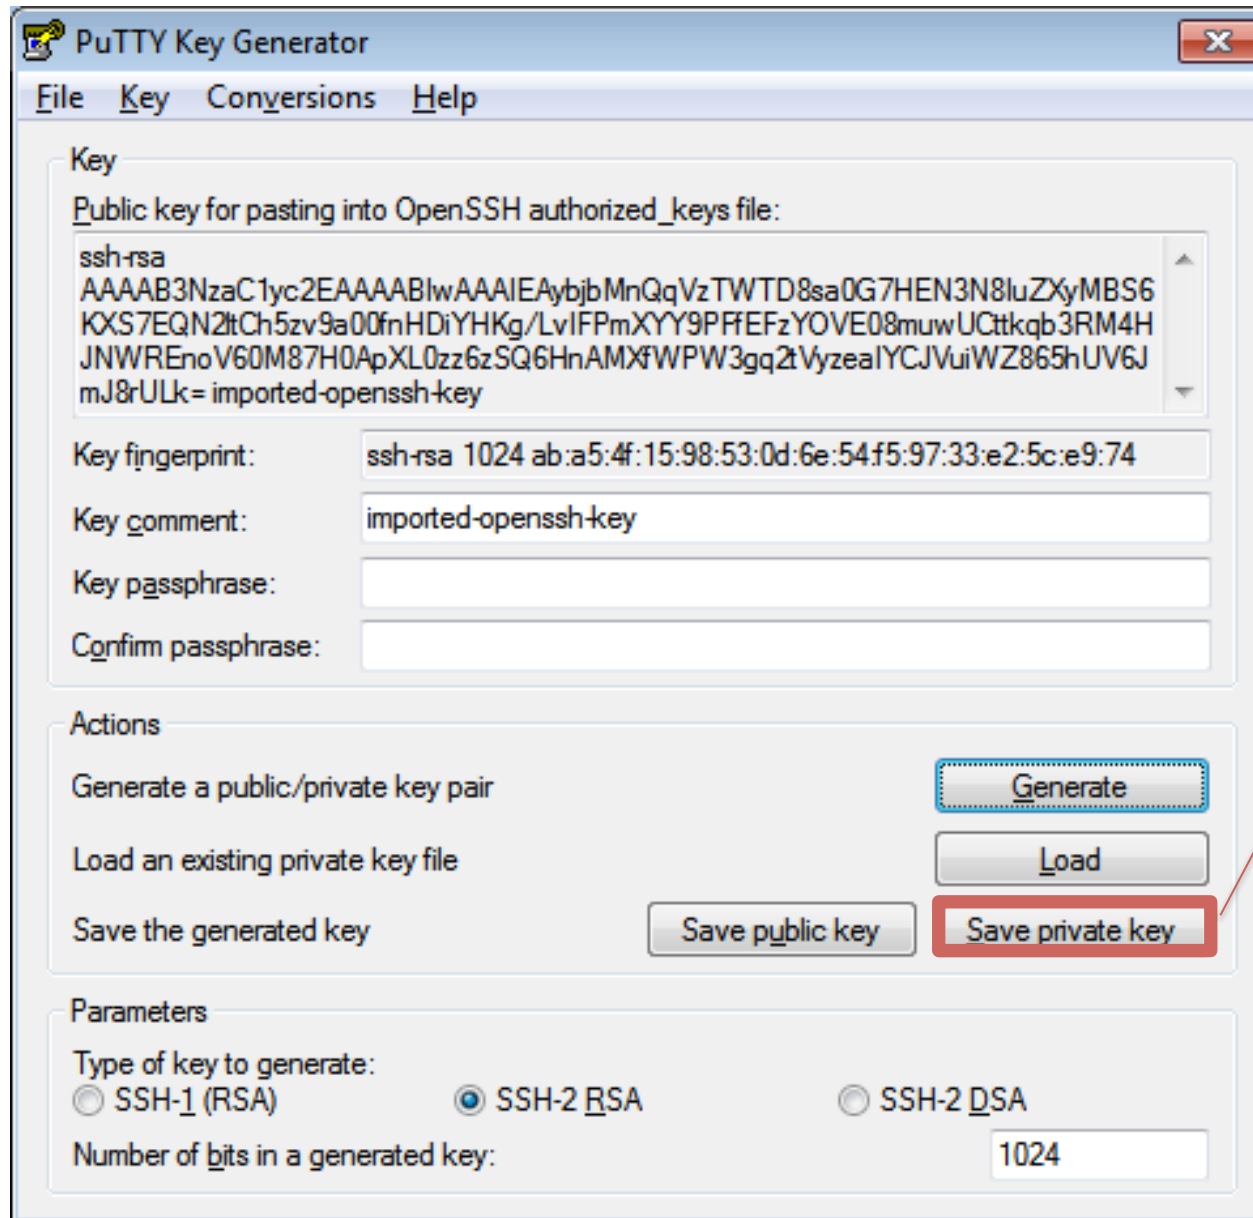 PuTTY Key Generator
File Key Conversions Help
Key
Public key for pasting into OpenSSH authorized_keys file:
ssh-rsa
AAAAB3NzaC1yc2EAAAABIwAAAIEAybjbMnQqVzTWTD8sa0G7HEN3N8luZXyMBS6
KXS7EQN2ltCh5zv9a00fnHDiYHKg/LvIFPmXYY9PFfEFzYOVE08muwUCttkqb3RM4H
JNWREnoV60M87H0ApXL0zz6zSQ6HnAMXfWPW3gq2tVyzeaIYCJVuiWZ865hUV6J
mJ8rULk= imported-openssh-key
Key fingerprint: ssh-rsa 1024 ab:a5:4f:15:98:53:0d:6e:54:f5:97:33:e2:5c:e9:74
Key comment: imported-openssh-key
Key passphrase:
Confirm passphrase:
Actions
Generate a public/private key pair Generate
Load an existing private key file Load
Save the generated key Save public key Save private key
Parameters
Type of key to generate:
SSH-1 (RSA) SSH-2 RSA SSH-2 DSA
Number of bits in a generated key: 1024